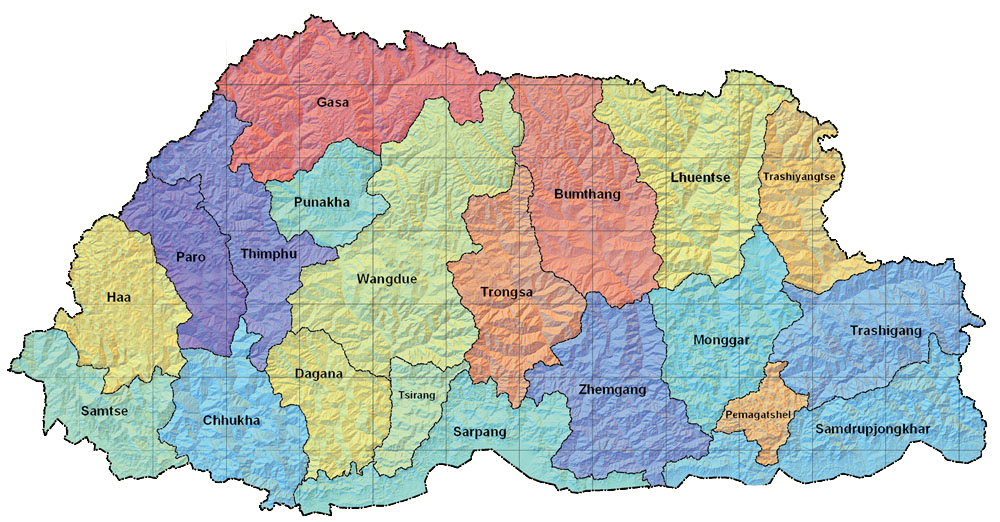 Gasa
Trashiyangtse
Lhuentse
Bumthang
Punakha
Thimphu
Paro
Wangdue
Trongsa
Haa
Trashigang
Monggar
Dagana
Zhemgang
Tsirang
Samtse
Pemagatshel
Chhukha
Samdrupjongkhar
Sarpang